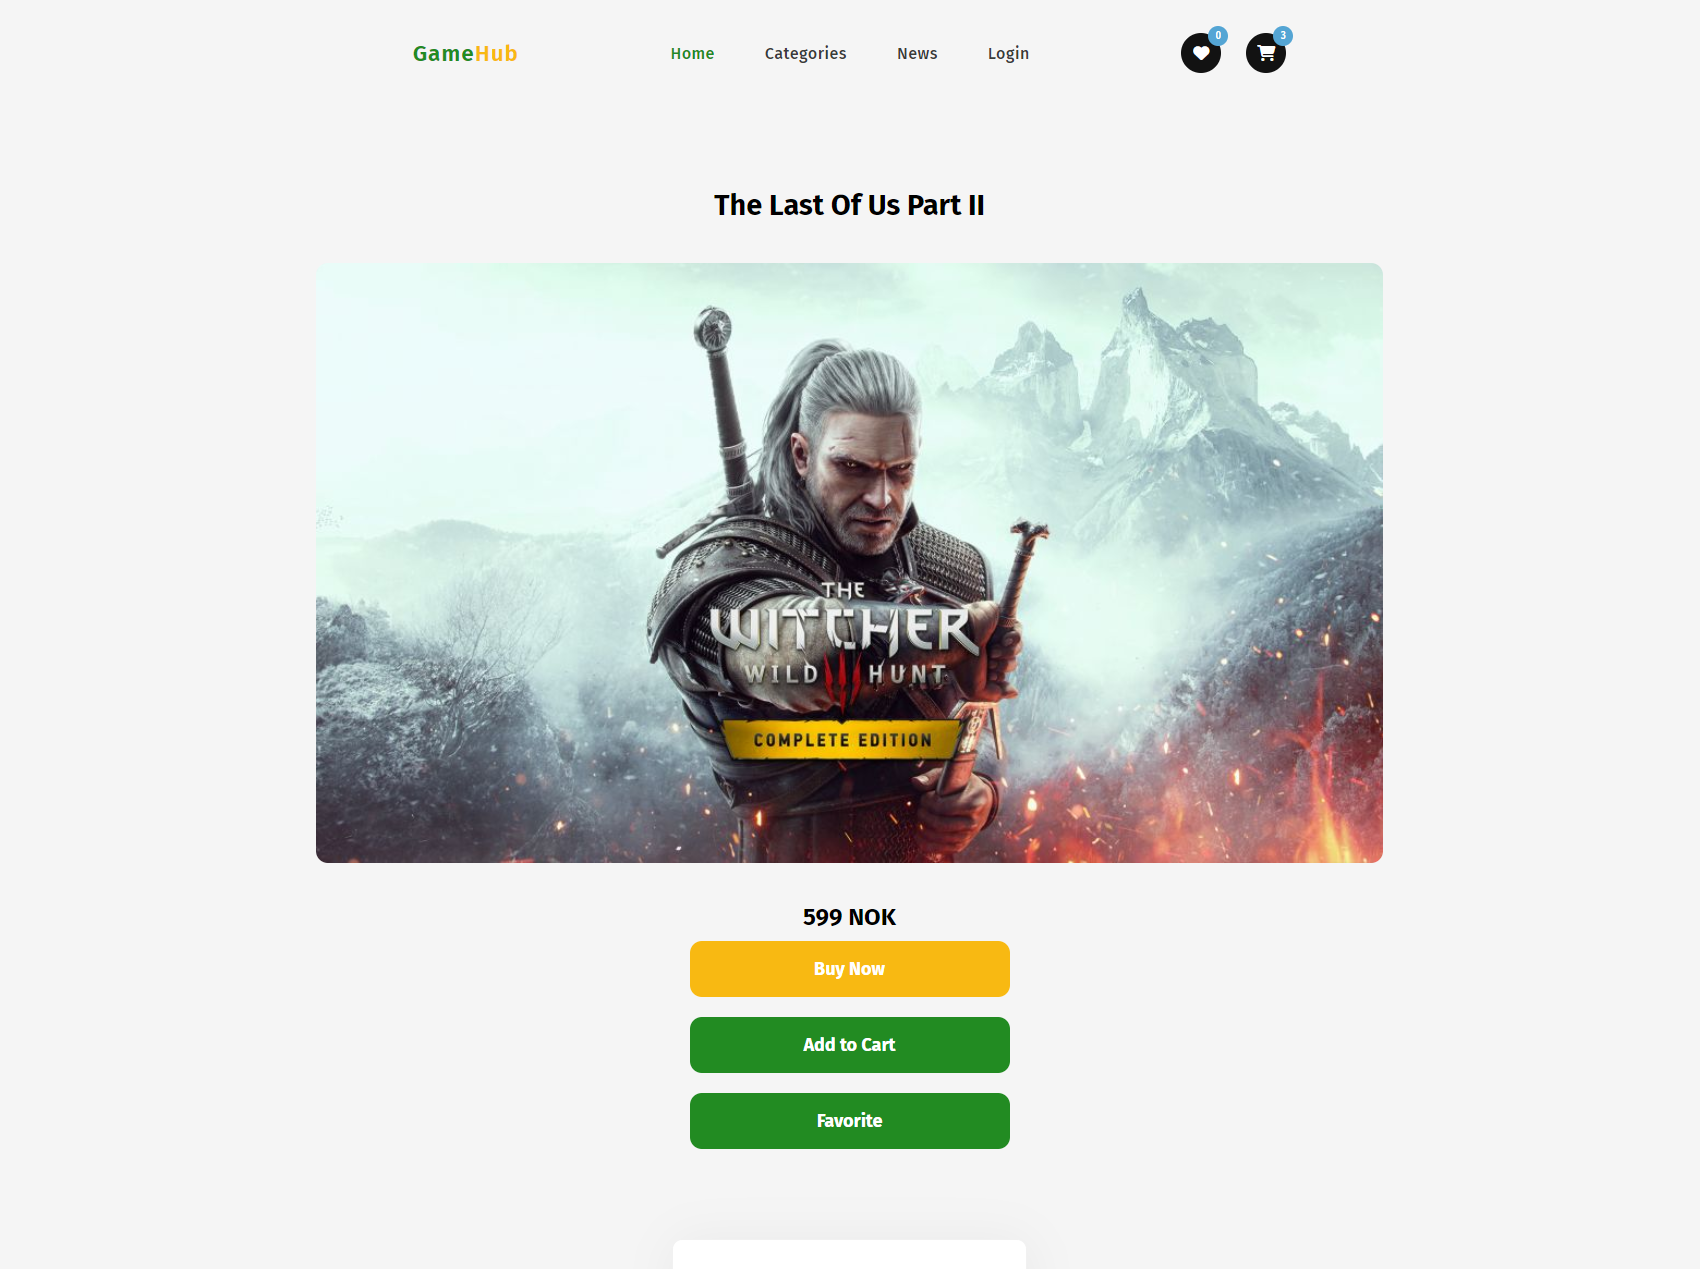 GameHub
Home Categories News Login
0 3
The Last Of Us Part II
THE
WITCHER
WILD HUNT
COMPLETE EDITION
599 NOK
Buy Now
Add to Cart
Favorite